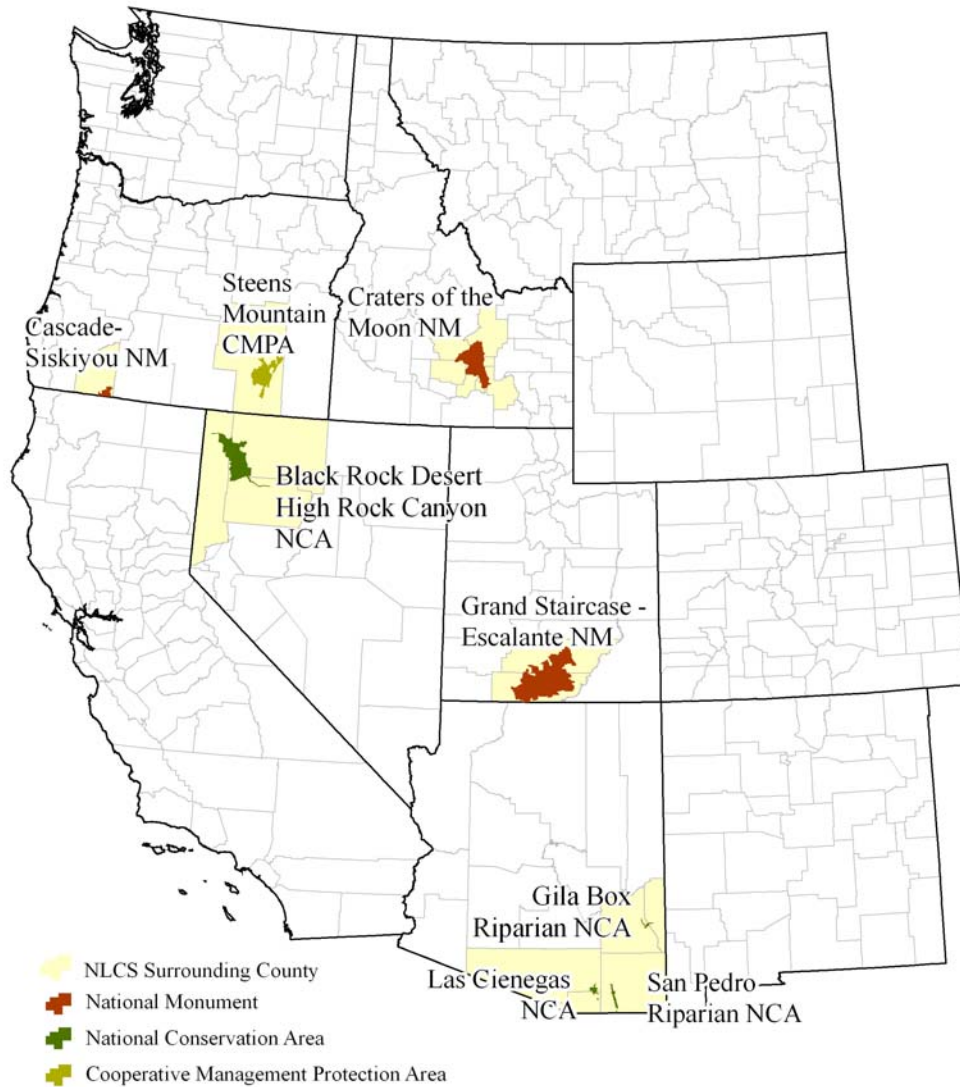 Steens
Mountain
CMPA
Craters of the
Moon NM
Cascade-
Siskiyou NM
Black Rock Desert
High Rock Canyon
NCA
Grand Staircase -
Escalante NM
Gila Box
Riparian NCA
Las Cienegas
NCA
San Pedro
Riparian NCA
NLCS Surrounding County
National Monument
National Conservation Area
Cooperative Management Protection Area